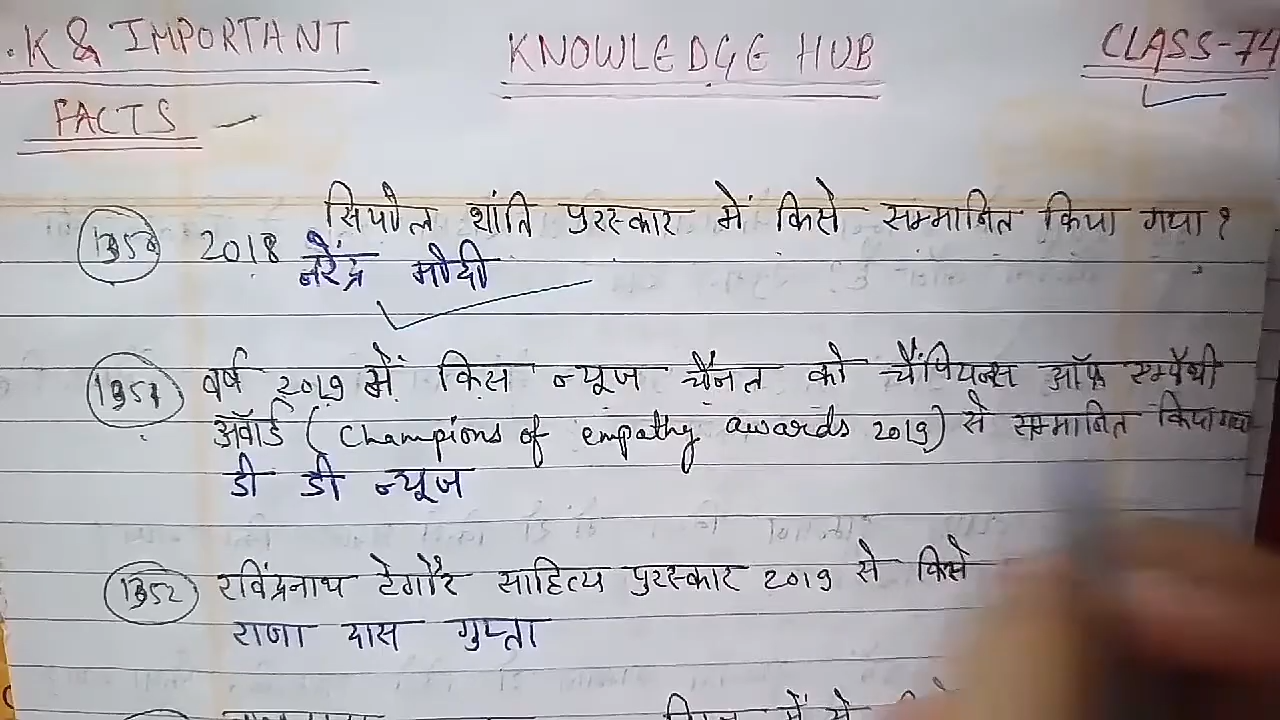 .K & IMPORTANT
FACTS
KNOWLEDGE HUB
CLASS-74
1350 2018 में सियोल शांति पुरस्कार में किसे सम्मानित किया गया?
नरेंद्र मोदी
1351 वर्ष 2019 में किस न्यूज चैनल को चैंपियन्स ऑफ एम्पैथी
अवॉर्ड (Champions of empathy awards 2019) से सम्मानित किया गया
डी डी न्यूज
1352 रविंद्रनाथ टेगौर साहित्य पुरस्कार 2019 से किसे
राजा दास गुप्ता
में से